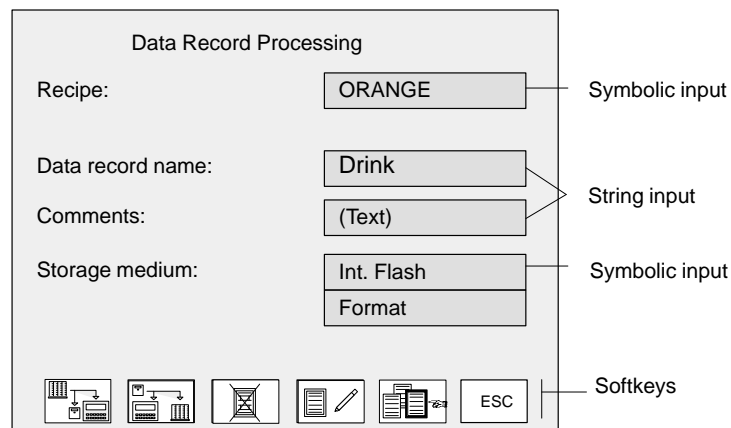 Data Record Processing
Recipe:
ORANGE
Symbolic input
Data record name:
Drink
String input
Comments:
(Text)
Storage medium:
Int. Flash
Symbolic input
Format
ESC
Softkeys